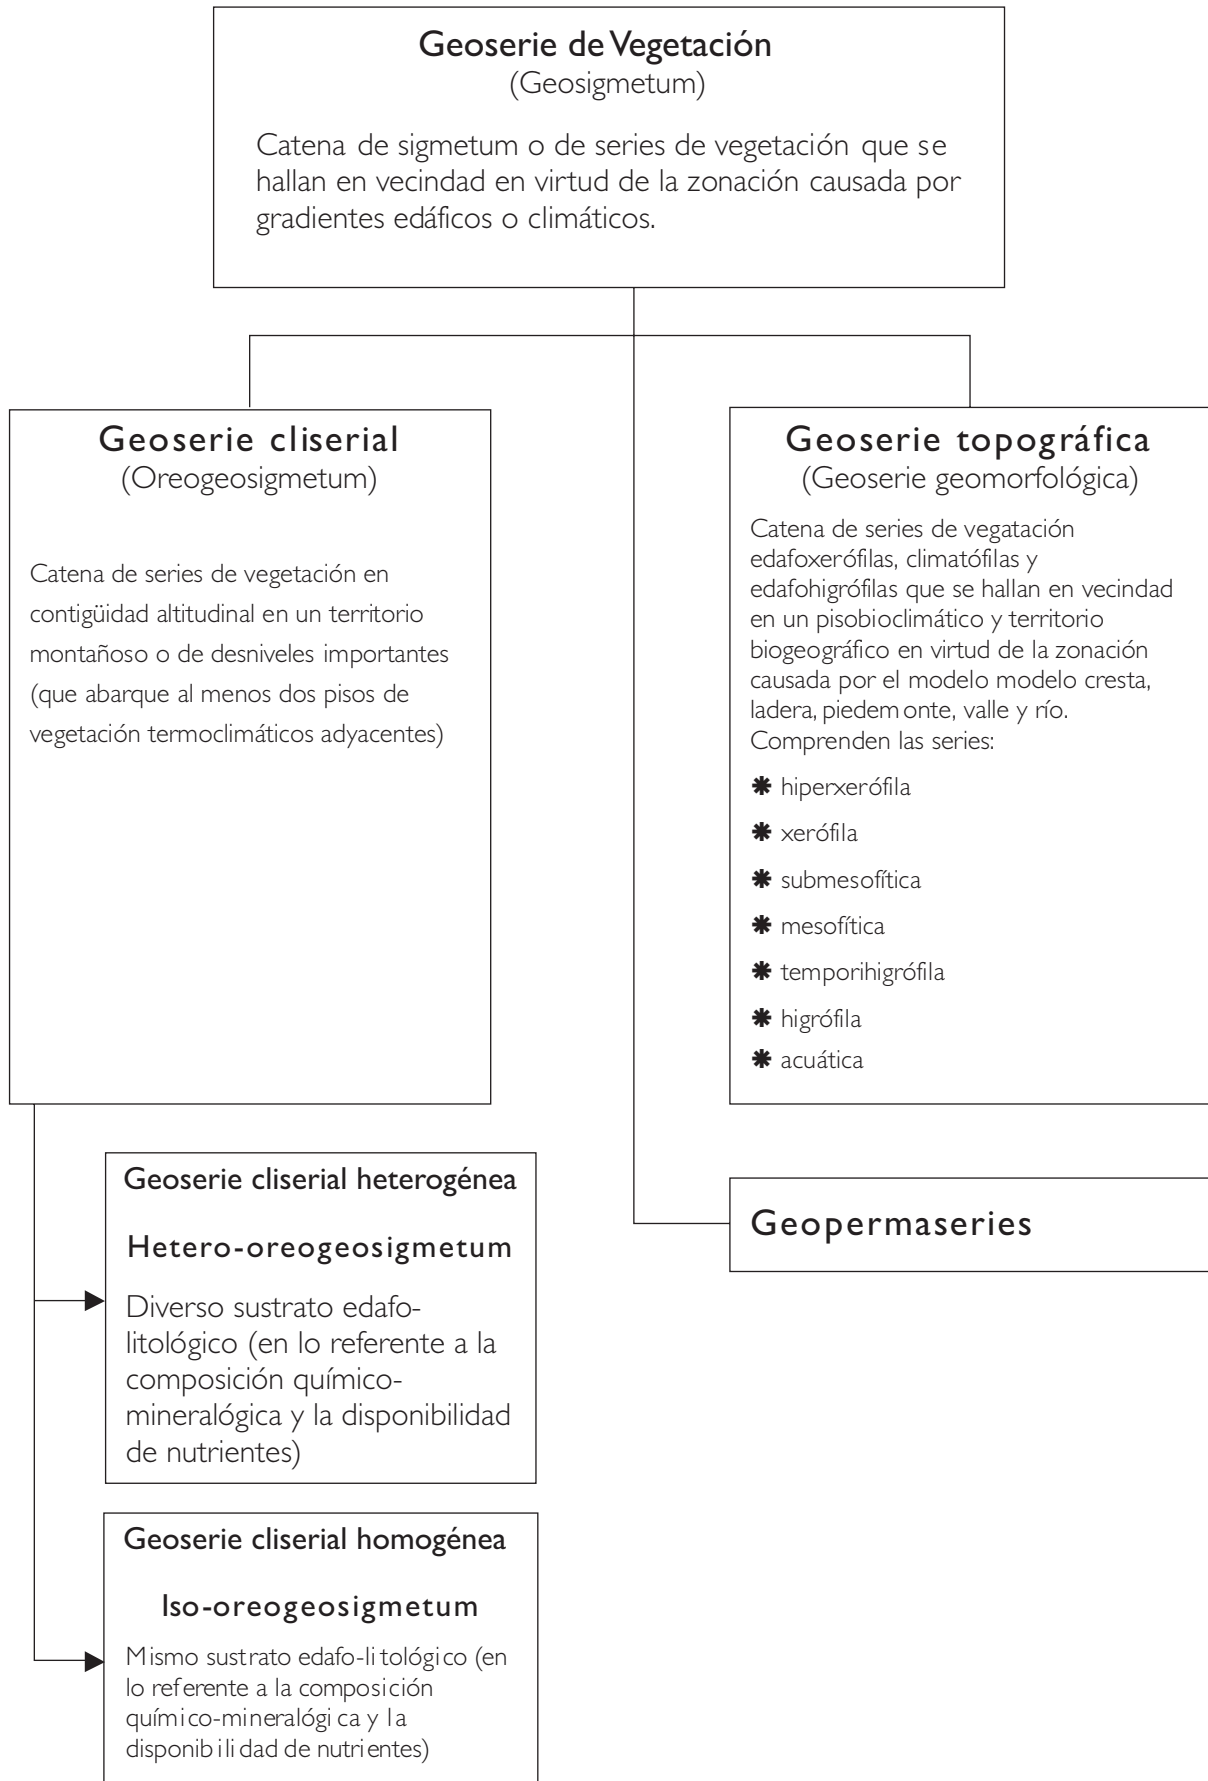 Geoserie de Vegetación
(Geosigmetum)
Catena de sigmetum o de series de vegetación que se
hallan en vecindad en virtud de la zonación causada por
gradientes edáficos o climáticos.
Geoserie cliserial
(Oreogeosigmetum)
Catena de series de vegetación en
contigüidad altitudinal en un territorio
montañoso o de desniveles importantes
(que abarque al menos dos pisos de
vegetación termoclimáticos adyacentes)
Geoserie topográfica
(Geoserie geomorfológica)
Catena de series de vegatación
edafoxerófilas, climatófilas y
edafohigrófilas que se hallan en vecindad
en un pisobioclimático y territorio
biogeográfico en virtud de la zonación
causada por el modelo modelo cresta,
ladera, piedemonte, valle y río.
Comprenden las series:
✱ hiperxerófila
✱ xerófila
✱ submesofítica
✱ mesofítica
✱ temporihigrófila
✱ higrófila
✱ acuática
Geoserie cliserial heterogénea
Hetero-oreogeosigmetum
Diverso sustrato edafo-
litológico (en lo referente a la
composición químico-
mineralógica y la disponibilidad
de nutrientes)
Geopermaseries
Geoserie cliserial homogénea
Iso-oreogeosigmetum
Mismo sustrato edafo-litológico (en
lo referente a la composición
químico-mineralógica y la
disponibilidad de nutrientes)